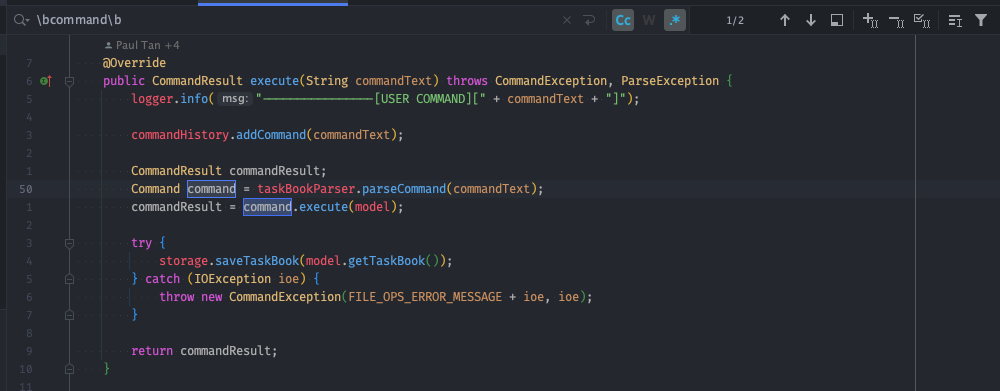 \bcommand\b
Cc W .* 1/2
Paul Tan +4
7 @Override
6 public CommandResult execute(String commandText) throws CommandException, ParseException {
5 logger.info( msg: "----------------[USER COMMAND][" + commandText + "]");
4
3 commandHistory.addCommand(commandText);
2
1 CommandResult commandResult;
50 Command command = taskBookParser.parseCommand(commandText);
1 commandResult = command.execute(model);
2
3 try {
4 storage.saveTaskBook(model.getTaskBook());
5 } catch (IOException ioe) {
6 throw new CommandException(FILE_OPS_ERROR_MESSAGE + ioe, ioe);
7 }
8
9 return commandResult;
10 }
11